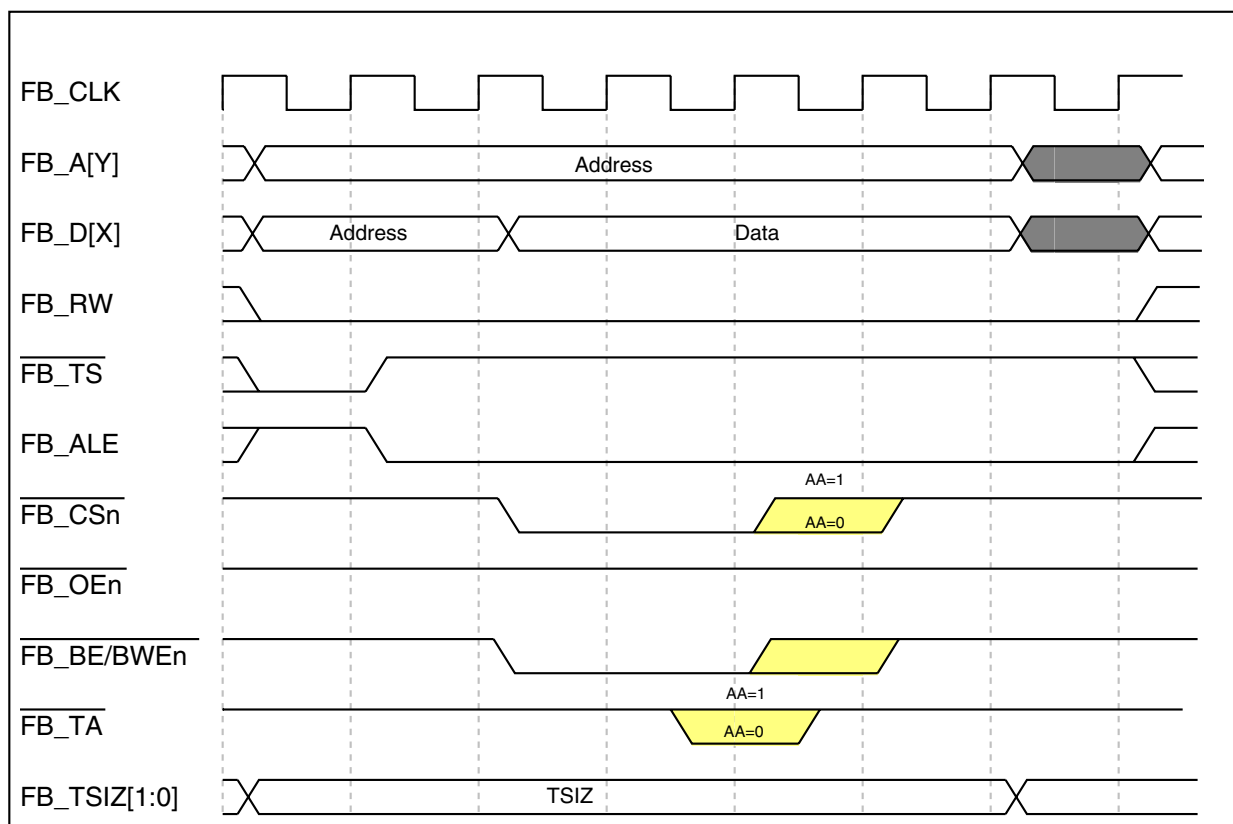 FB_CLK
FB_A[Y]
Address
FB_D[X]
Address
Data
FB_RW
FB_TS
FB_ALE
AA=1
FB_CSn
AA=0
FB_OEn
FB_BE/BWEn
AA=1
FB_TA
AA=0
FB_TSIZ[1:0]
TSIZ